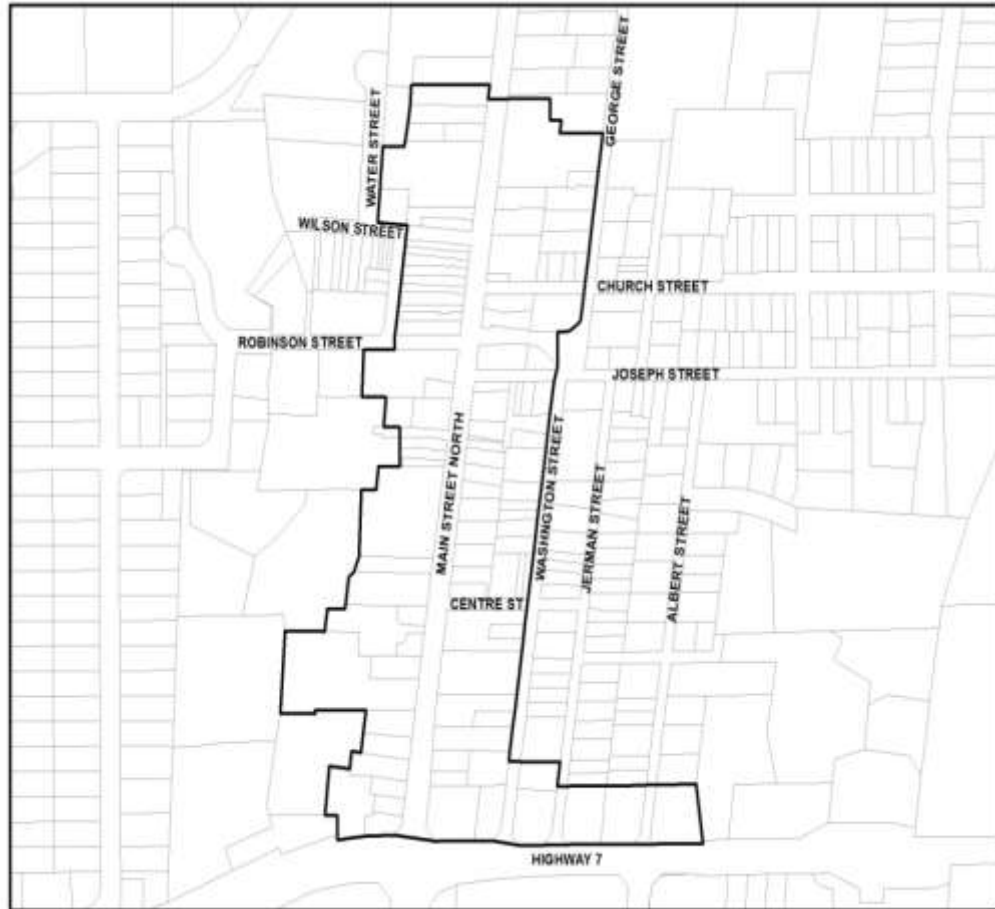 GEORGE STREET
WATER STREET
WILSON STREET
CHURCH STREET
ROBINSON STREET
JOSEPH STREET
MAIN STREET NORTH
WASHINGTON STREET
JERMAN STREET
ALBERT STREET
CENTRE ST
HIGHWAY 7